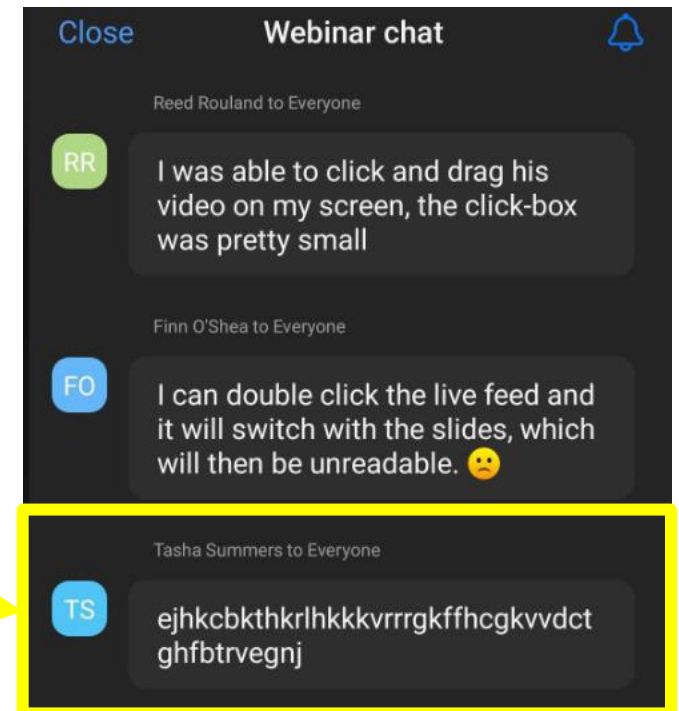 Close Webinar chat
Reed Rouland to Everyone
RR
I was able to click and drag his
video on my screen, the click-box
was pretty small
Finn O'Shea to Everyone
FO
I can double click the live feed and
it will switch with the slides, which
will then be unreadable. 🙁
Tasha Summers to Everyone
TS
ejhkcbkthkrlhkkkvrrrgkffhcgkvvdct
ghfbtrvegnj